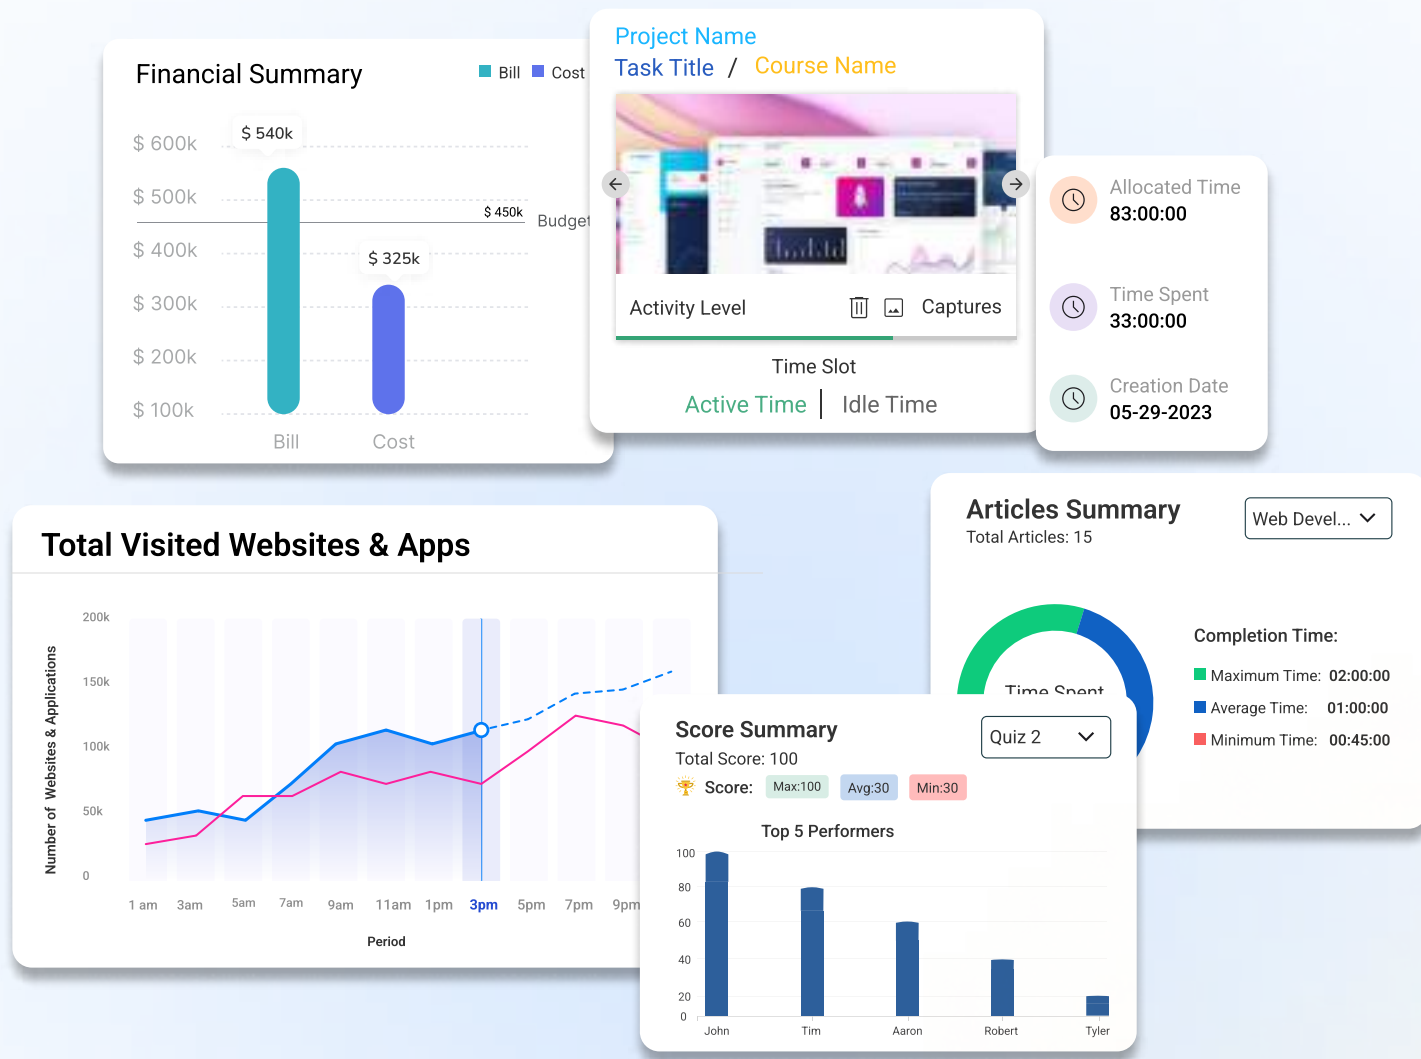 Financial Summary
Bill
Cost
$ 600k
$ 500k
$ 400k
$ 300k
$ 200k
$ 100k
$ 540k
$ 450k
Budget
$ 325k
Bill
Cost
Project Name
Task Title / Course Name
Activity Level
Captures
Time Slot
Active Time | Idle Time
Allocated Time
83:00:00
Time Spent
33:00:00
Creation Date
05-29-2023
Total Visited Websites & Apps
Number of Websites & Applications
200k
150k
100k
50k
0
1 am 3am 5am 7am 9am 11am 1pm 3pm 5pm 7pm 9pm
Period
Articles Summary
Total Articles: 15
Web Devel...
Time Spent
Completion Time:
Maximum Time: 02:00:00
Average Time: 01:00:00
Minimum Time: 00:45:00
Score Summary
Total Score: 100
Quiz 2
Score: Max:100 Avg:30 Min:30
Top 5 Performers
100
80
60
40
20
0
John Tim Aaron Robert Tyler